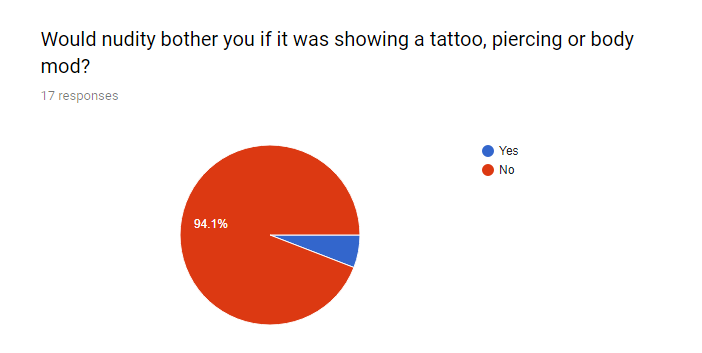 Would nudity bother you if it was showing a tattoo, piercing or body
mod?
17 responses
Yes
No
94.1%